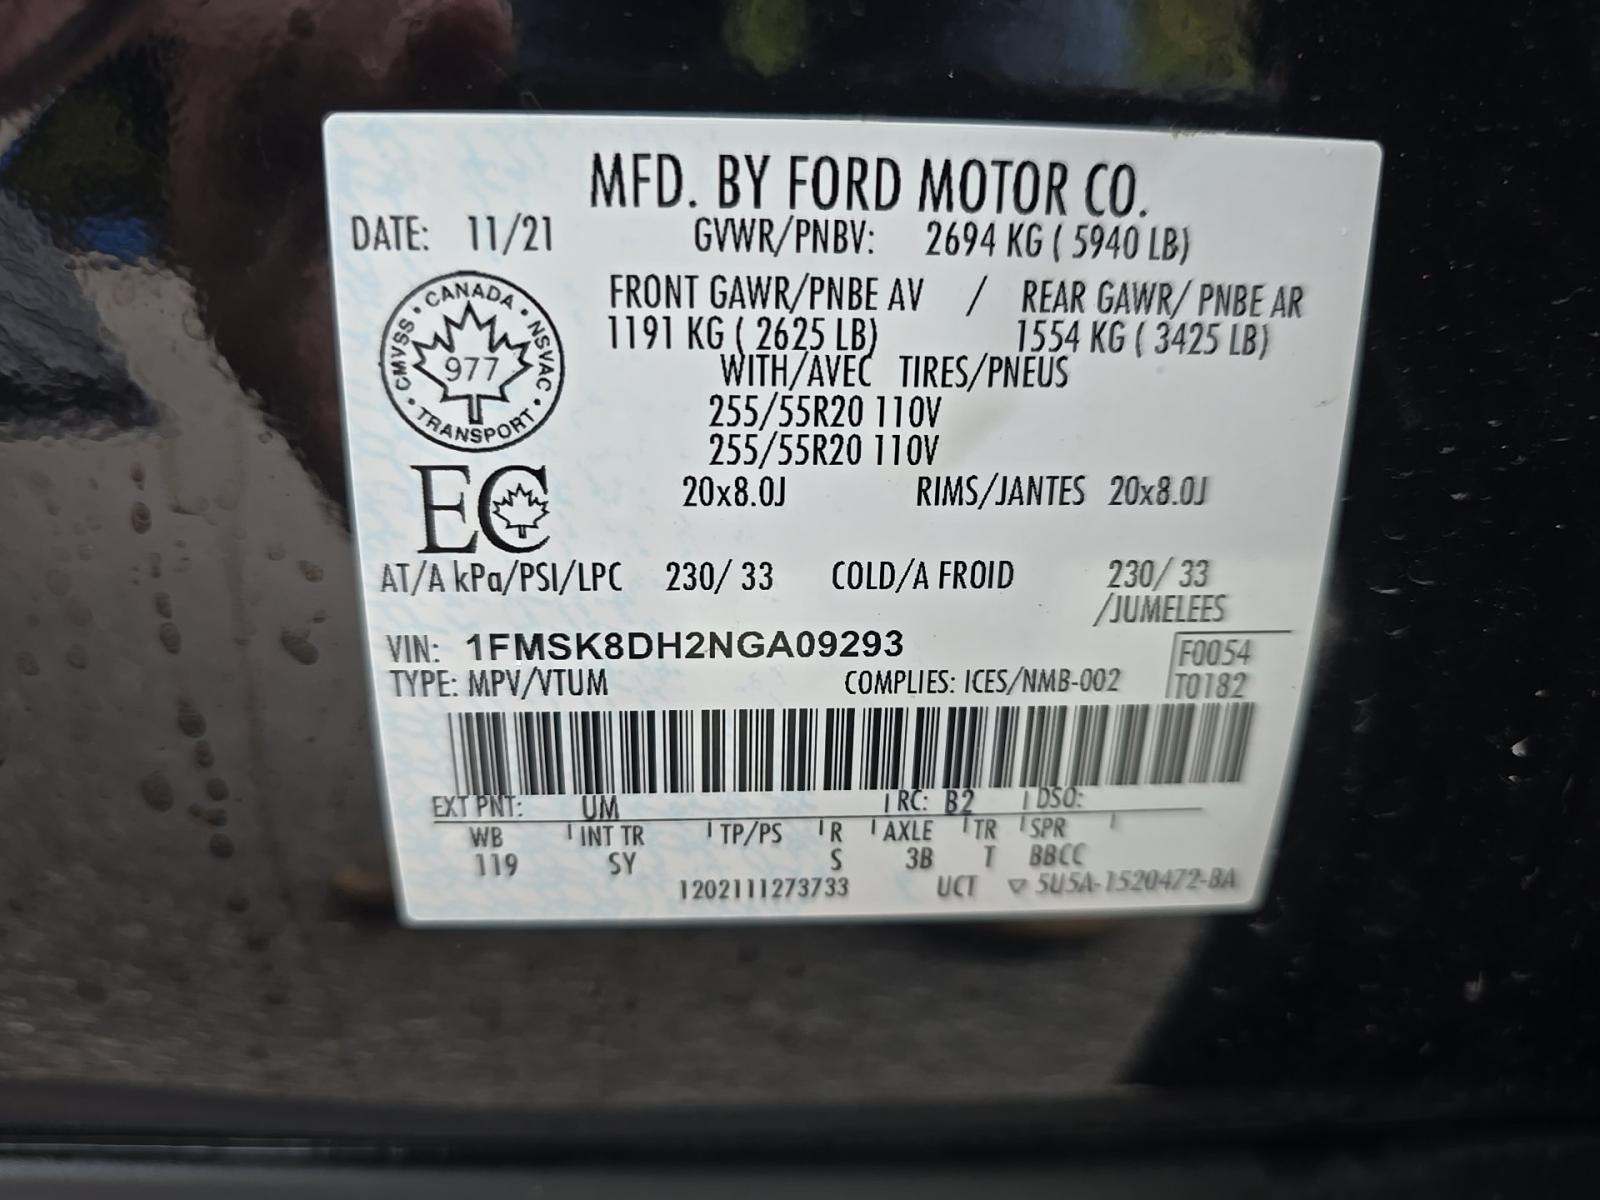 MFD. BY FORD MOTOR CO.
DATE: 11/21 GVWR/PNBV: 2694 KG ( 5940 LB)
FRONT GAWR/PNBE AV / REAR GAWR/ PNBE AR
1191 KG ( 2625 LB) 1554 KG ( 3425 LB)
WITH/AVEC TIRES/PNEUS
255/55R20 110V
255/55R20 110V
CANADA • NSVAC • TRANSPORT • CMVSS •
977
EC
20x8.0J RIMS/JANTES 20x8.0J
AT/A kPa/PSI/LPC 230/ 33 COLD/A FROID 230/ 33
/JUMELEES
VIN: 1FMSK8DH2NGA09293 F0054
TYPE: MPV/VTUM COMPLIES: ICES/NMB-002 T0182
EXT PNT: UM RC: B2 DSO:
WB INT TR TP/PS R AXLE TR SPR
119 SY S 3B T BBCC
1202111273733 UCT ▽ 5U5A-1520472-BA